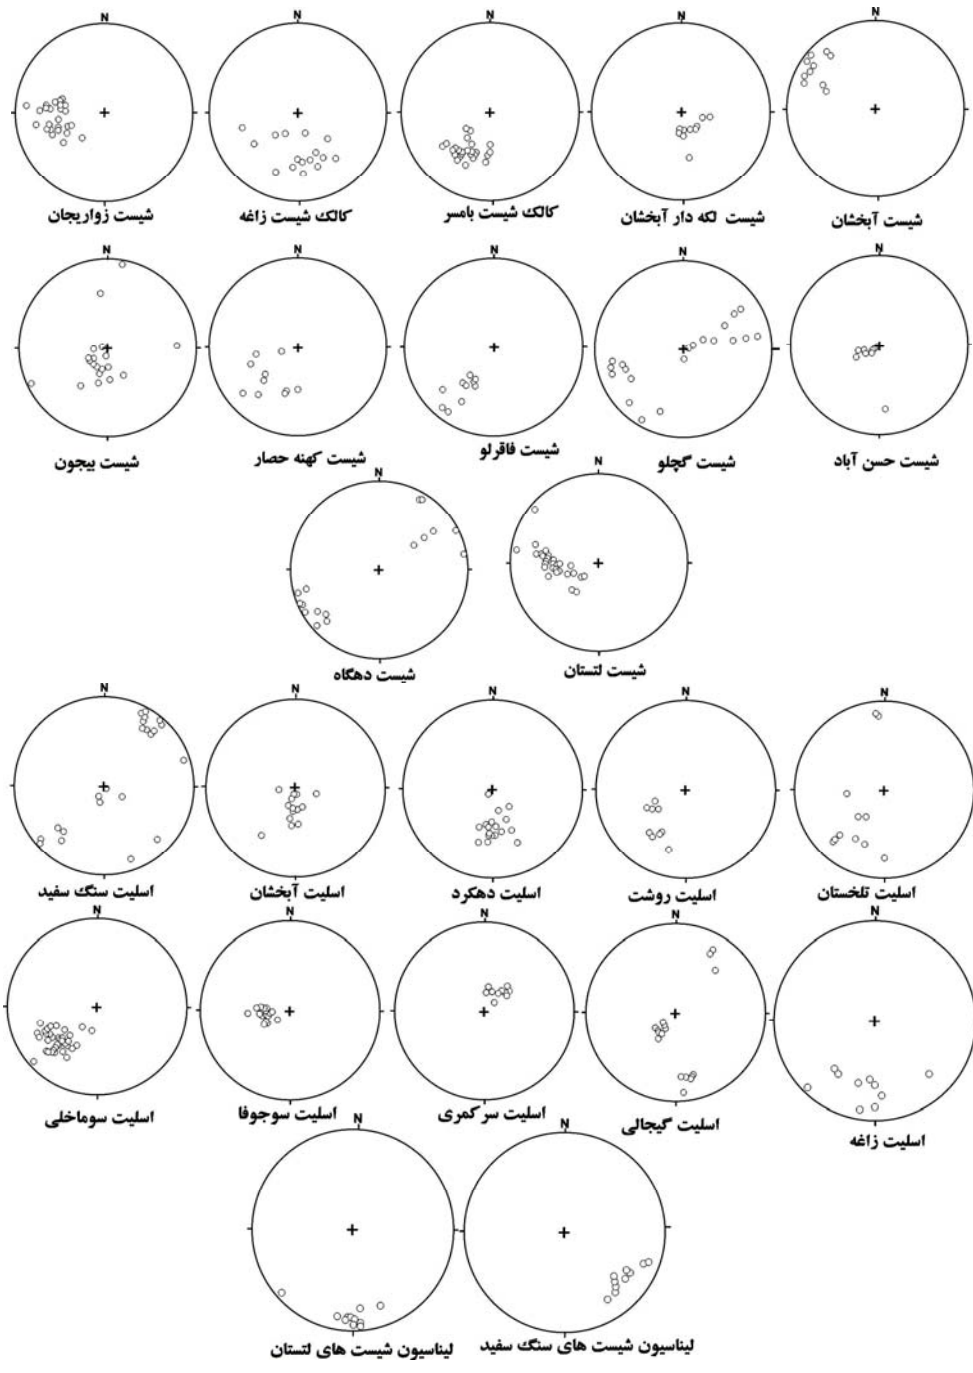 N N N N N
شیست آبخشان
شیست لکه دار آبخشان
کالک شیست بامسر
کالک شیست زاغه
شیست زواریجان
N N N N N
شیست حسن آباد
شیست گچلو
شیست فاقرلو
شیست کهنه حصار
شیست بیجون
N N
شیست لتستان
شیست دهگاه
N N N N N
اسلیت تلخستان
اسلیت روشت
اسلیت دهکرد
اسلیت آبخشان
اسلیت سنگ سفید
N N N N N
اسلیت زاغه
اسلیت گیجالی
اسلیت سرکمری
اسلیت سوجوفا
اسلیت سوماخلی
N N
لیناسیون شیست های سنگ سفید
لیناسیون شیست های لتستان